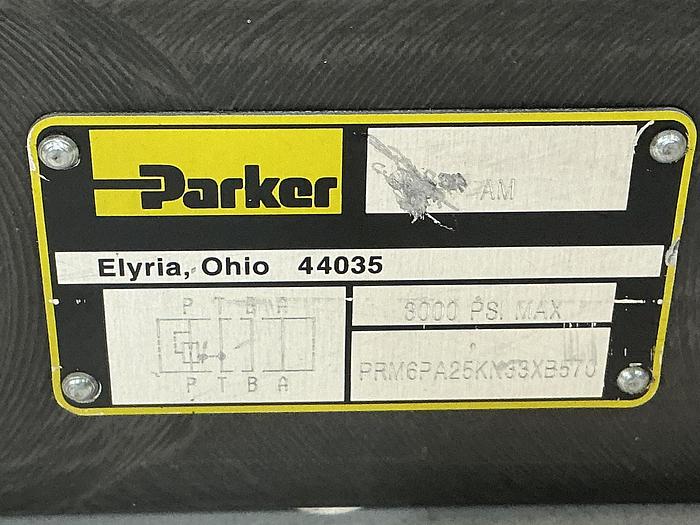 Parker
AM
Elyria, Ohio 44035
P T B A
P T B A
3000 PSI MAX